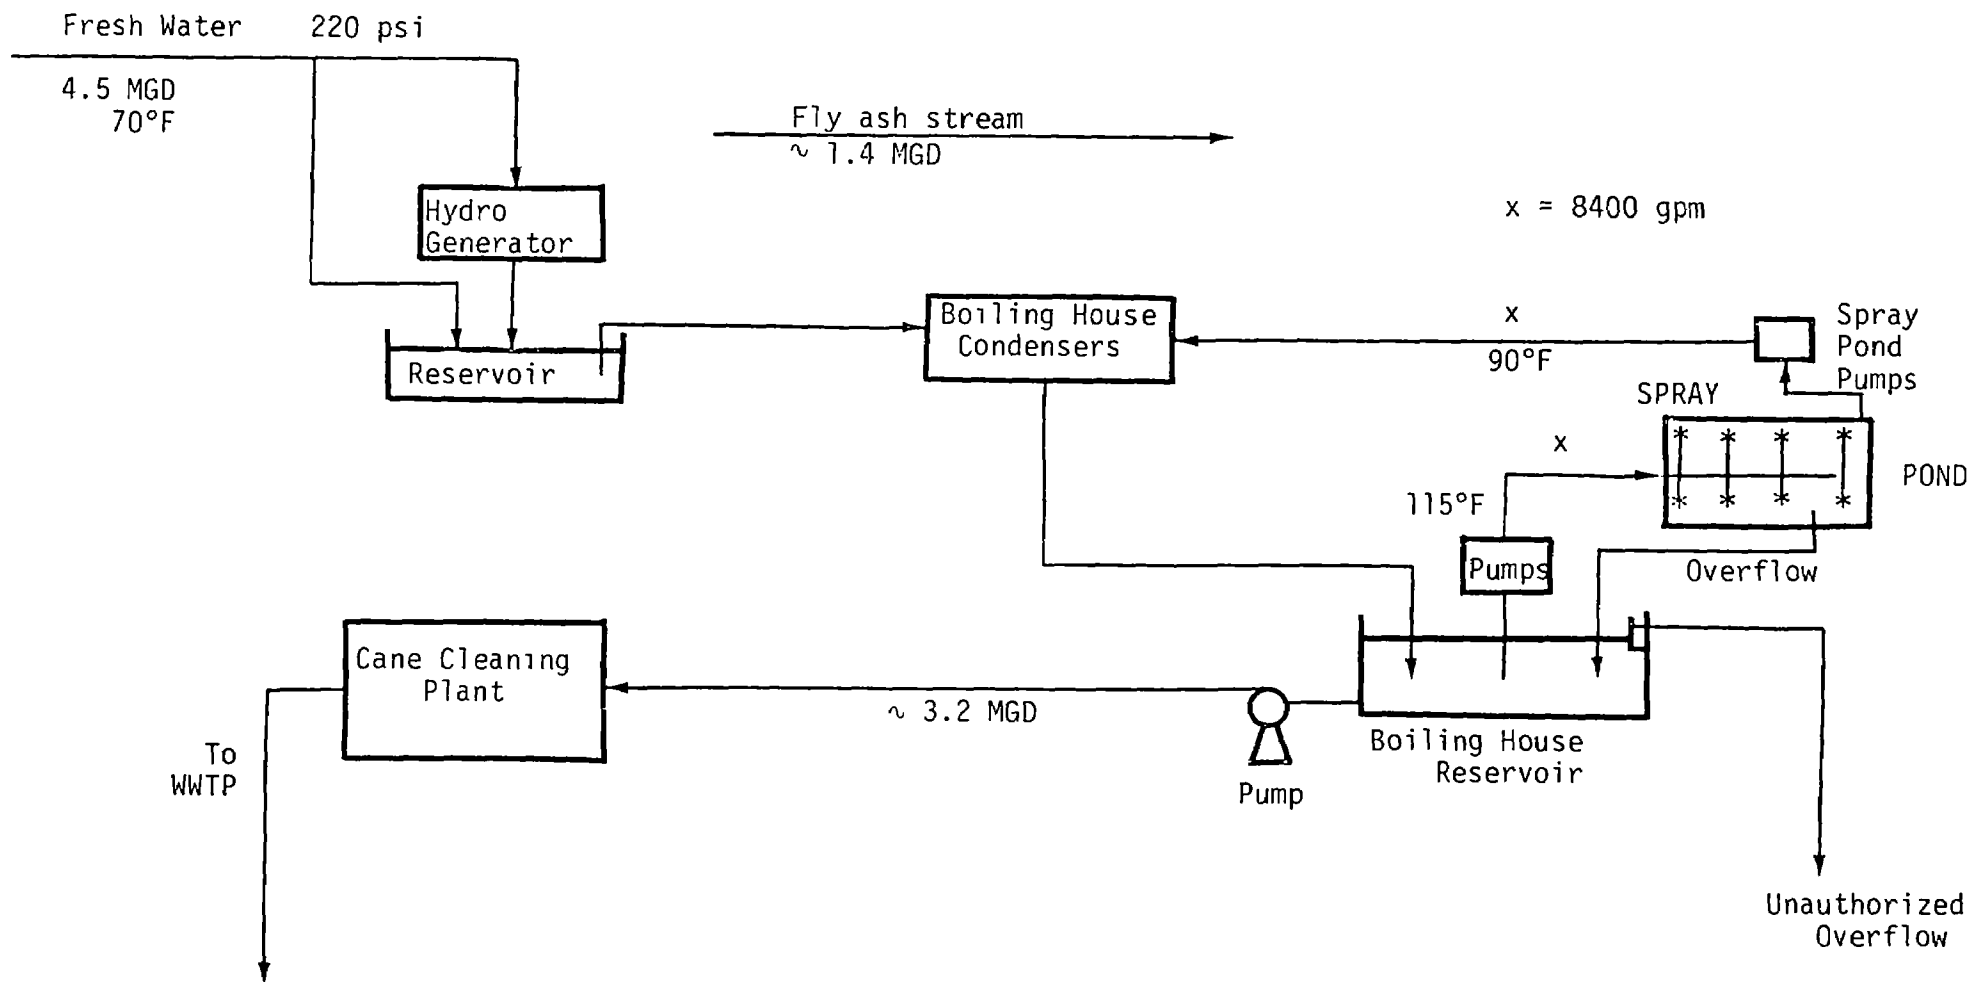 Fresh Water 220 psi
4.5 MGD
70°F
Fly ash stream
~ 1.4 MGD
Hydro
Generator
x = 8400 gpm
Reservoir
Boiling House
Condensers
x
90°F
Spray
Pond
Pumps
SPRAY
POND
x
115°F
Pumps
Overflow
Cane Cleaning
Plant
~ 3.2 MGD
To
WWTP
Pump
Boiling House
Reservoir
Unauthorized
Overflow